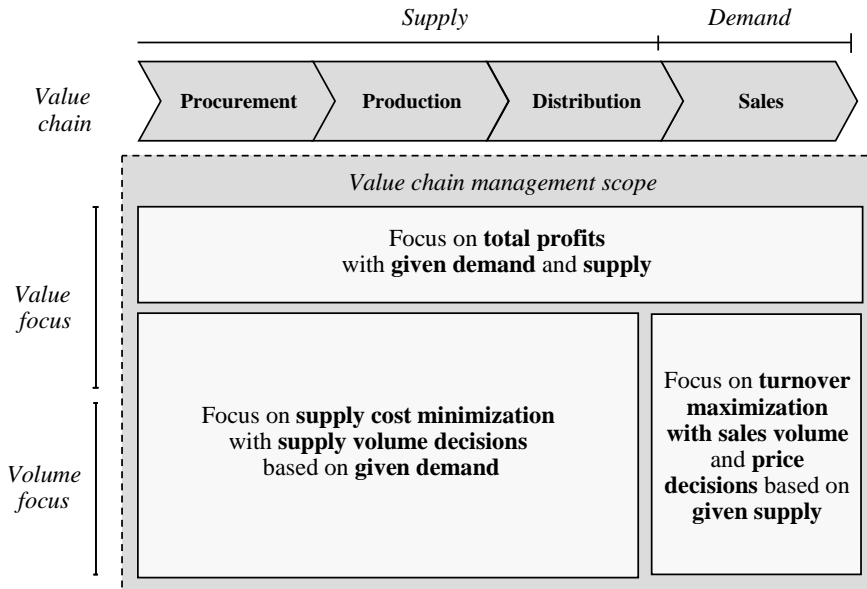 Supply Demand
Value
chain
Procurement Production Distribution Sales
Value chain management scope
Focus on total profits
with given demand and supply
Value
focus
Volume
focus
Focus on supply cost minimization
with supply volume decisions
based on given demand
Focus on turnover
maximization
with sales volume
and price
decisions based on
given supply